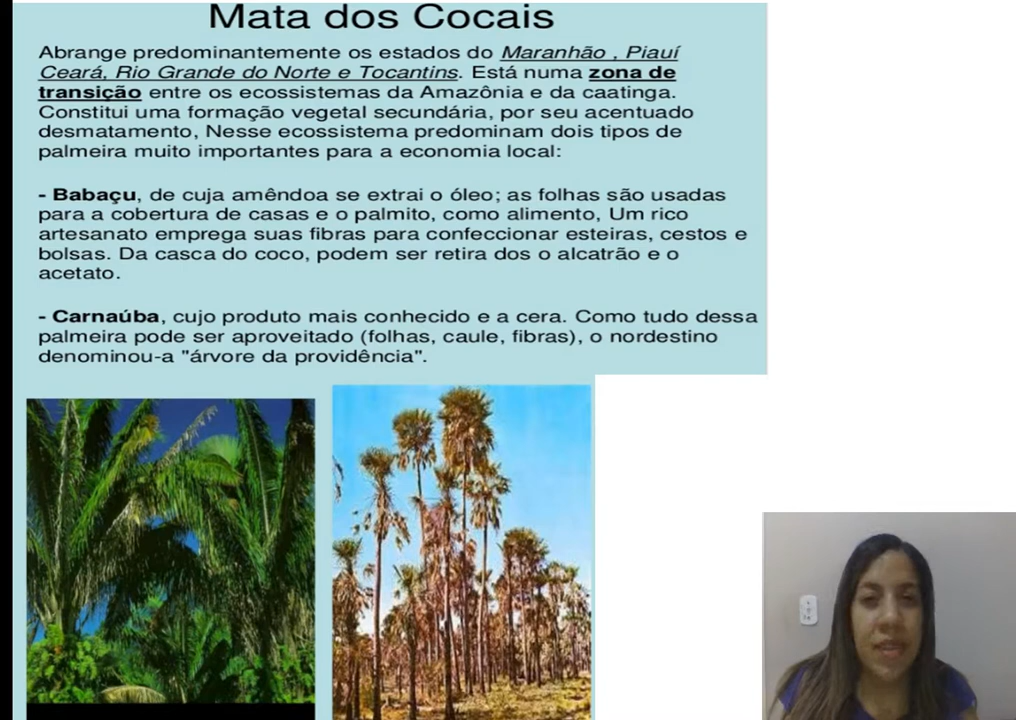 Mata dos Cocais
Abrange predominantemente os estados do Maranhão , Piauí
Ceará, Rio Grande do Norte e Tocantins. Está numa zona de
transição entre os ecossistemas da Amazônia e da caatinga.
Constitui uma formação vegetal secundária, por seu acentuado
desmatamento, Nesse ecossistema predominam dois tipos de
palmeira muito importantes para a economia local:
- Babaçu, de cuja amêndoa se extrai o óleo; as folhas são usadas
para a cobertura de casas e o palmito, como alimento, Um rico
artesanato emprega suas fibras para confeccionar esteiras, cestos e
bolsas. Da casca do coco, podem ser retira dos o alcatrão e o
acetato.
- Carnaúba, cujo produto mais conhecido e a cera. Como tudo dessa
palmeira pode ser aproveitado (folhas, caule, fibras), o nordestino
denominou-a "árvore da providência".